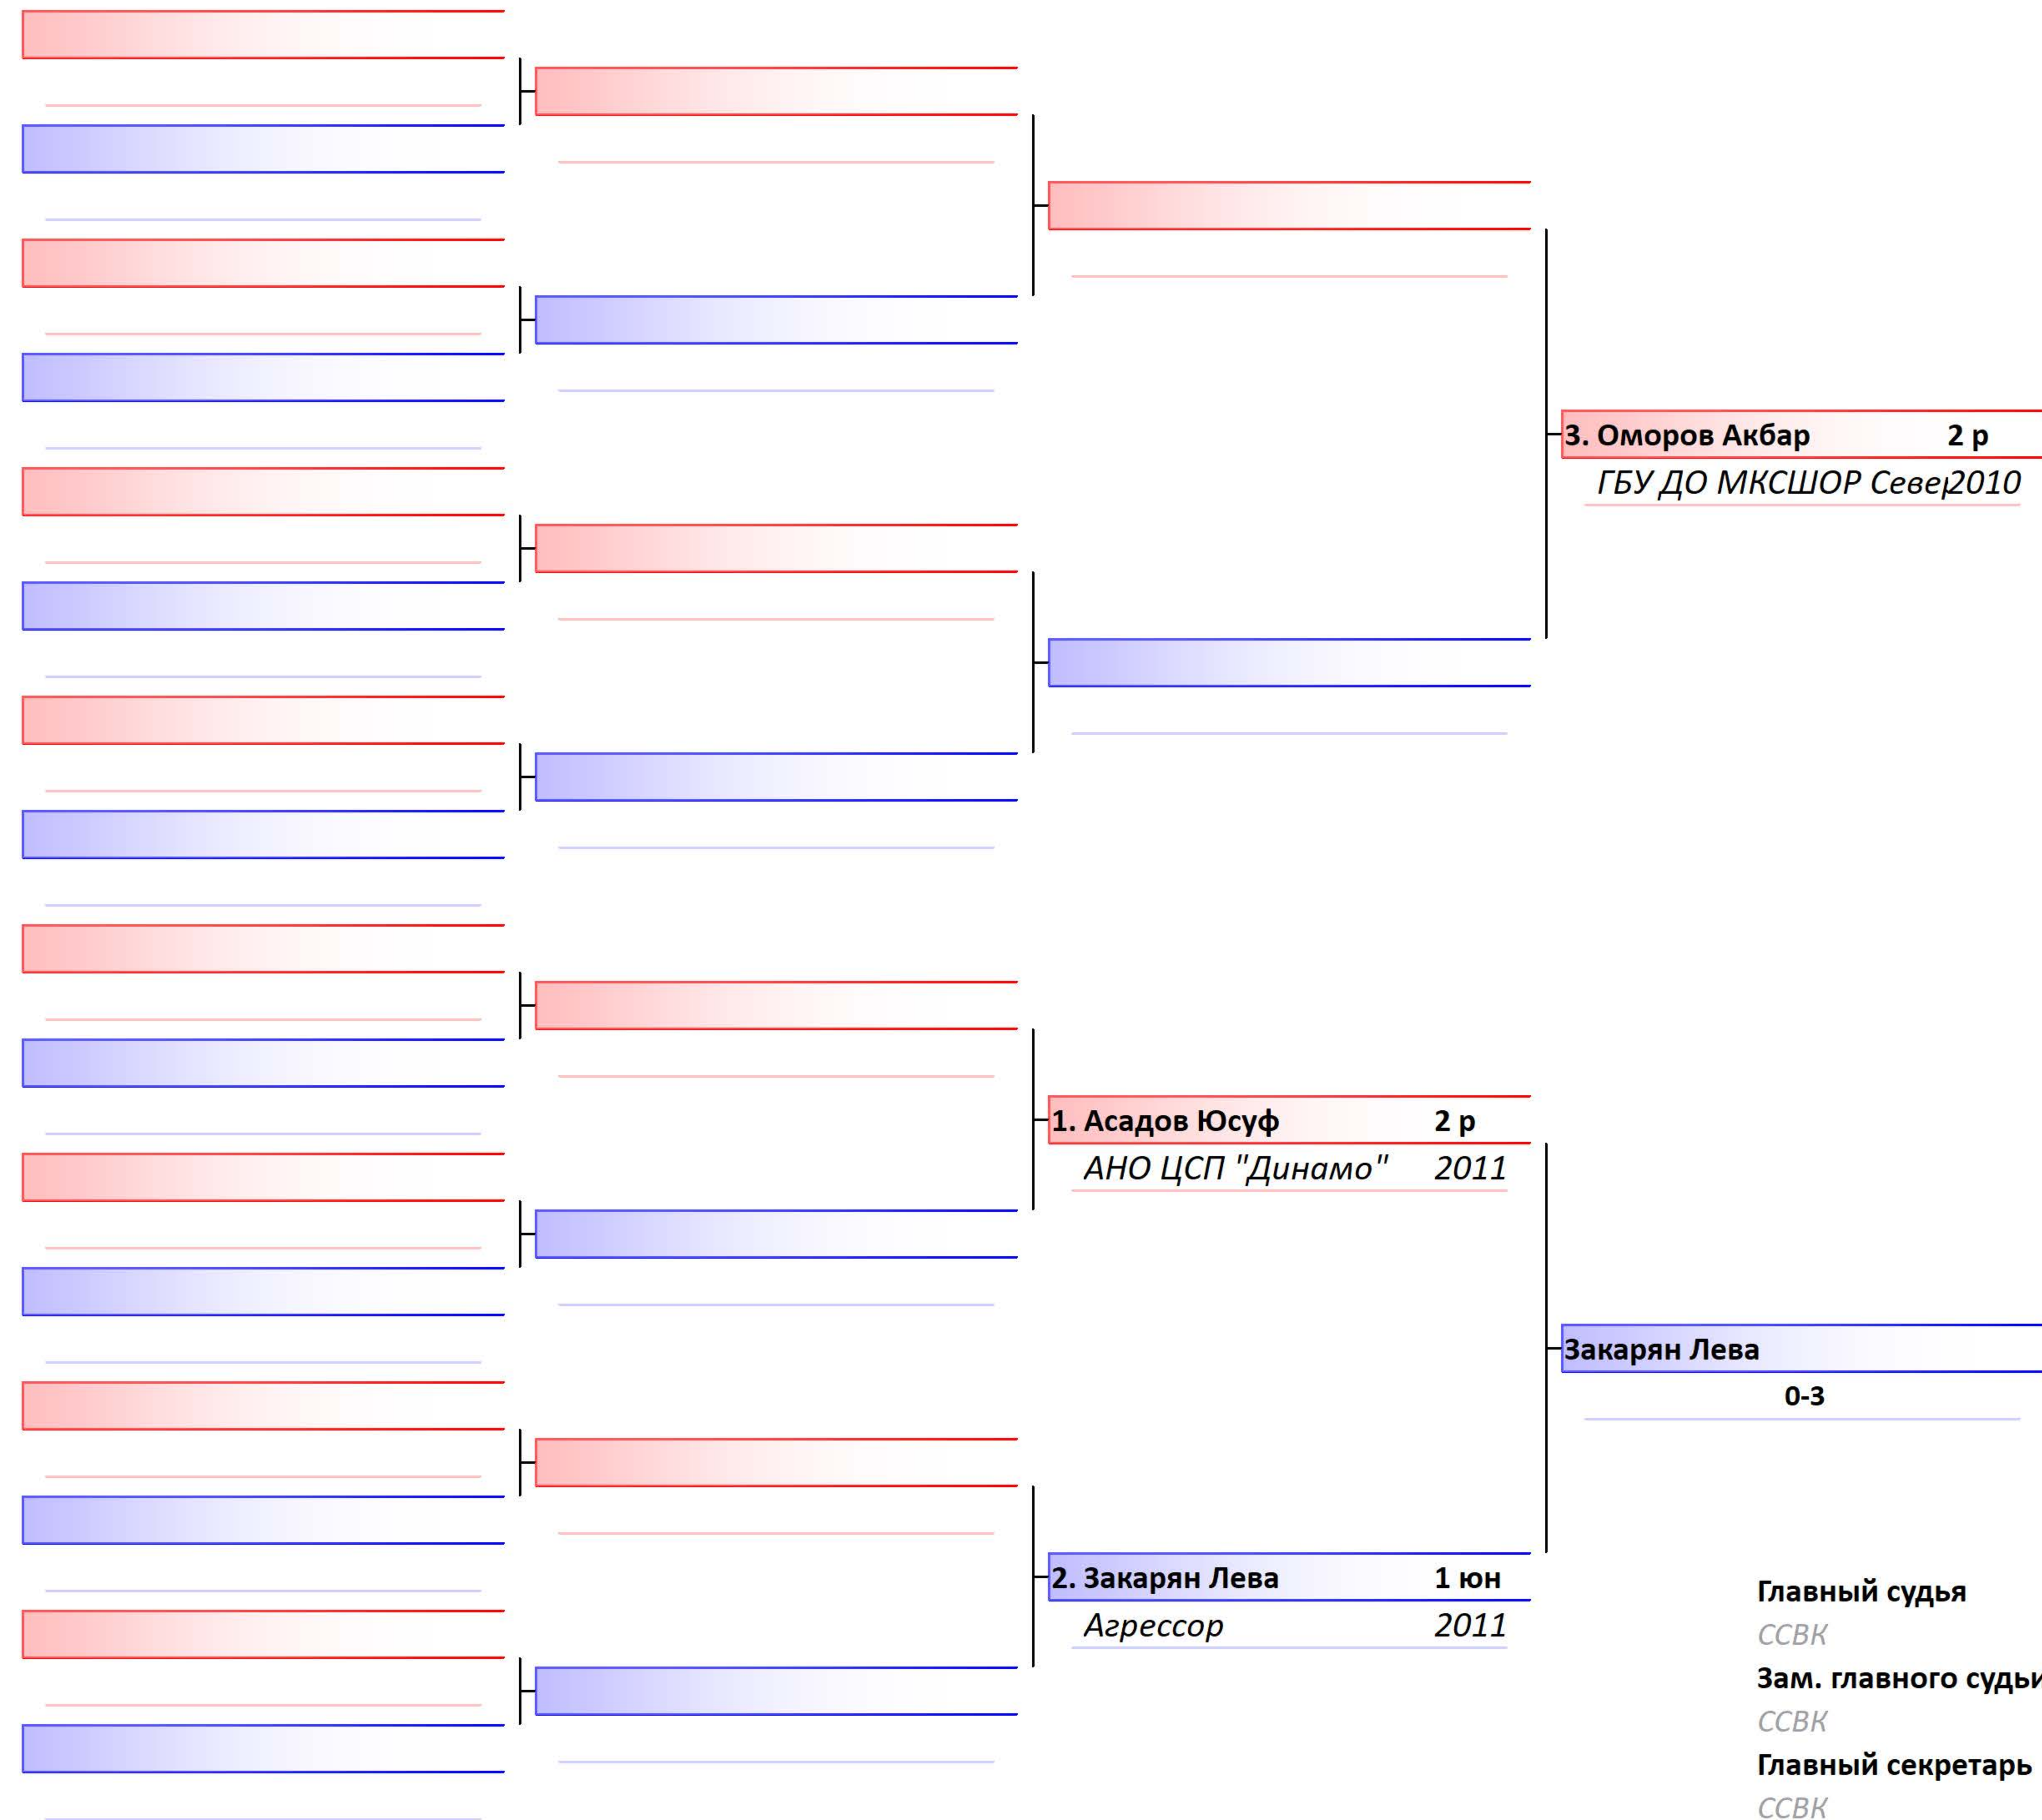 3. Оморов Акбар 2 р
ГБУ ДО МКСШОР Север 2010
1. Асадов Юсуф 2 р
АНО ЦСП "Динамо" 2011
Закарян Лева
0-3
2. Закарян Лева 1 юн
Агрессор 2011
Главный судья
ССВК
Зам. главного судьи
ССВК
Главный секретарь
ССВК